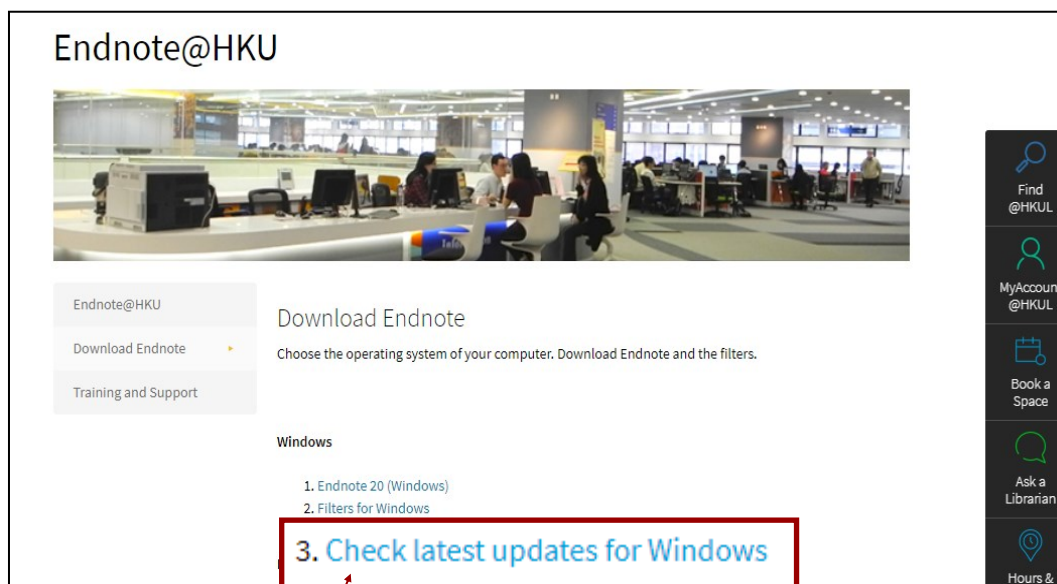 Endnote@HKU
Endnote@HKU
Download Endnote
Training and Support
Download Endnote
Choose the operating system of your computer. Download Endnote and the filters.
Windows
1. Endnote 20 (Windows)
2. Filters for Windows
3. Check latest updates for Windows
Find
@HKUL
MyAccoun
@HKUL
Book a
Space
Ask a
Librarian
Hours &